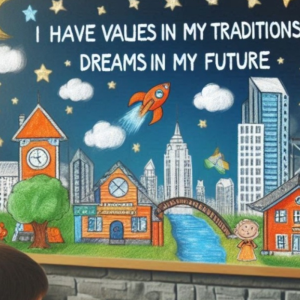 I HAVE VALUES IN MY TRADITIONS
DREAMS IN MY FUTURE